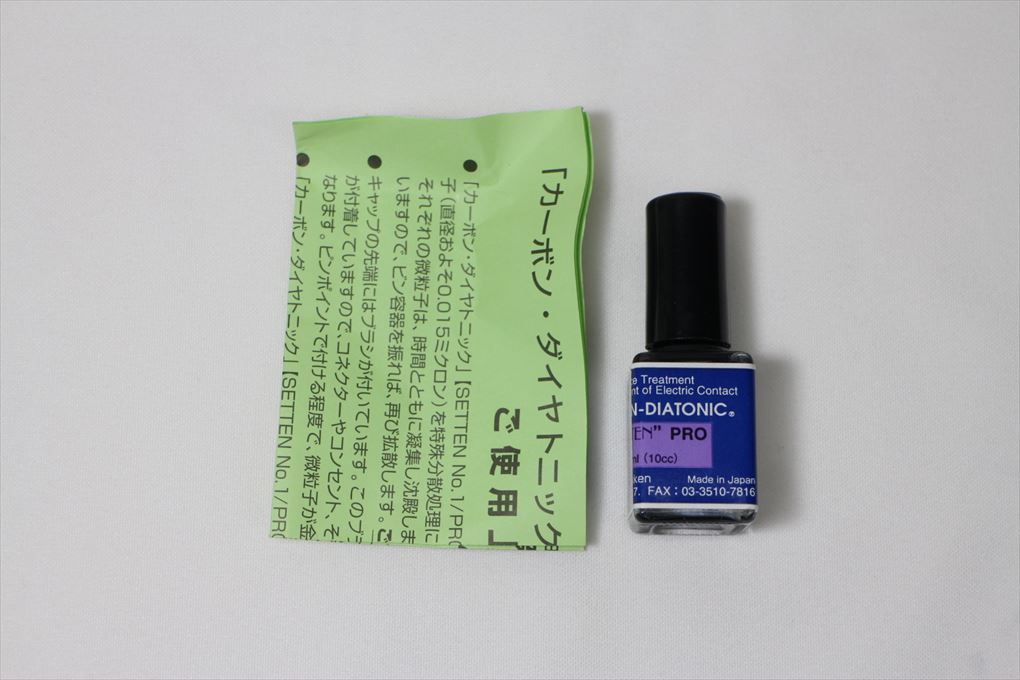 「カーボン・ダイヤトニック
ご使用
●「カーボン・ダイヤトニック」【SETTEN No.1/PRO
子（直径およそ0.015ミクロン）を特殊分散処理に
それぞれの微粒子は、時間とともに凝集し沈殿しま
いますので、ビン容器を振れば、再び拡散します。ご
●キャップの先端にはブラシが付いています。このブラ
が付着していますので、コネクターやコンセント、そ
なります。ピンポイントで付ける程度で、微粒子が金
●「カーボン・ダイヤトニック」【SETTEN No.1/PRO
ce Treatment
nt of Electric Contact
N-DIATONIC®
TEN" PRO
ml (10cc)
ken Made in Japan
7. FAX：03-3510-7816